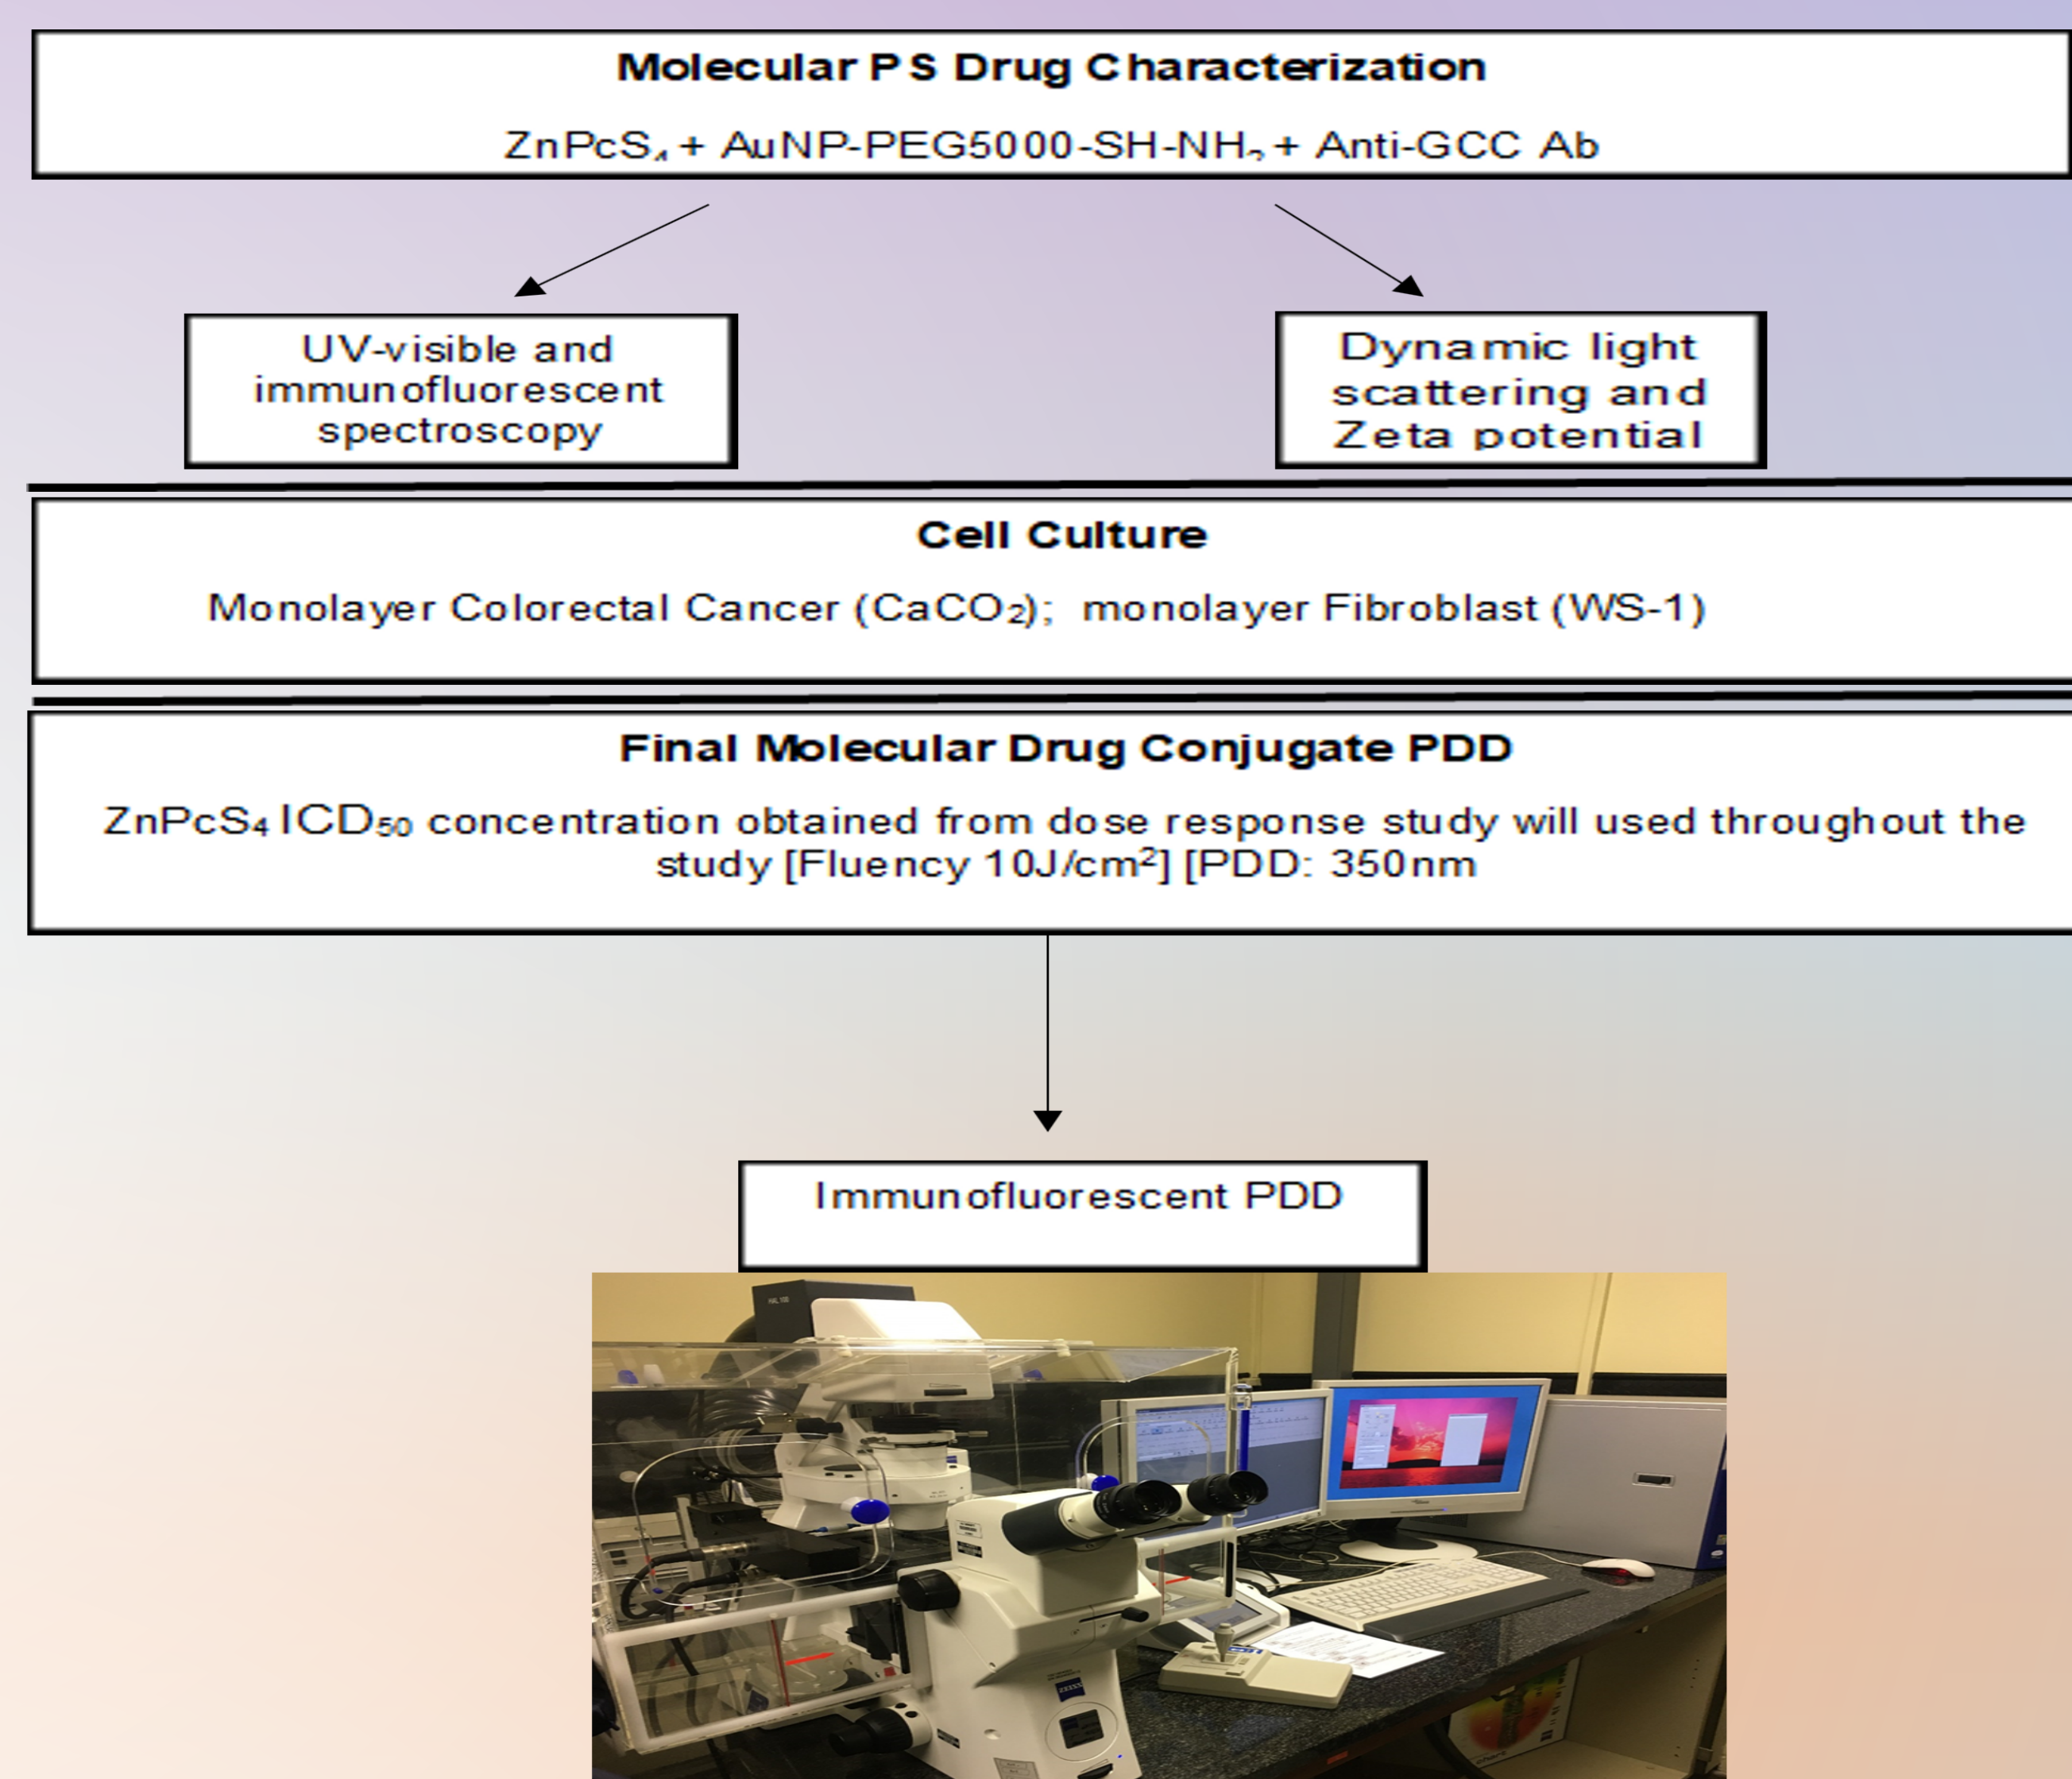 Molecular PS Drug Characterization
ZnPcS₄ + AuNP-PEG5000-SH-NH₂ + Anti-GCC Ab
UV-visible and
immunofluorescent
spectroscopy
Dynamic light
scattering and
Zeta potential
Cell Culture
Monolayer Colorectal Cancer (CaCO₂); monolayer Fibroblast (WS-1)
Final Molecular Drug Conjugate PDD
ZnPcS₄ ICD₅₀ concentration obtained from dose response study will used throughout the
study [Fluency 10J/cm²] [PDD: 350nm
Immunofluorescent PDD
ZEISS